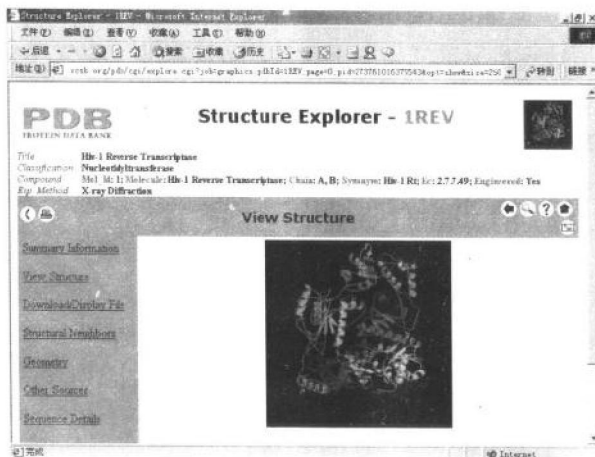 Structure Explorer - 1REV - Microsoft Internet Explorer
文件(F) 编辑(E) 查看(V) 收藏(A) 工具(T) 帮助(H)
后退 搜索 收藏 历史
地址(D) 转到 链接 »
PDB
PROTEIN DATA BANK
Structure Explorer - 1REV
Title Hiv-1 Reverse Transcriptase
Classification Nucleotidyltransferase
Compound Mol_Id: 1; Molecule: Hiv-1 Reverse Transcriptase; Chain: A, B; Synonym: Hiv-1 Rt; Ec: 2.7.7.49; Engineered: Yes
Exp. Method X-ray Diffraction
View Structure
Summary Information
View Structure
Download/Display File
Structural Neighbors
Geometry
Other Sources
Sequence Details
完成 Internet